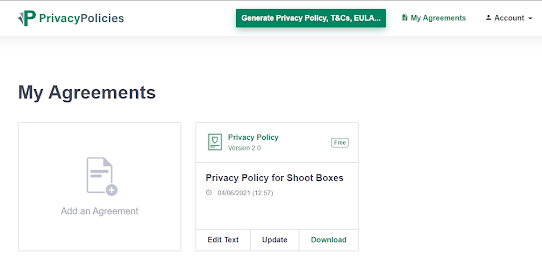 PrivacyPolicies
Generate Privacy Policy, T&Cs, EULA...
My Agreements
Account
My Agreements
Add an Agreement
Privacy Policy
Version 2.0
Free
Privacy Policy for Shoot Boxes
04/06/2021 (12:57)
Edit Text
Update
Download